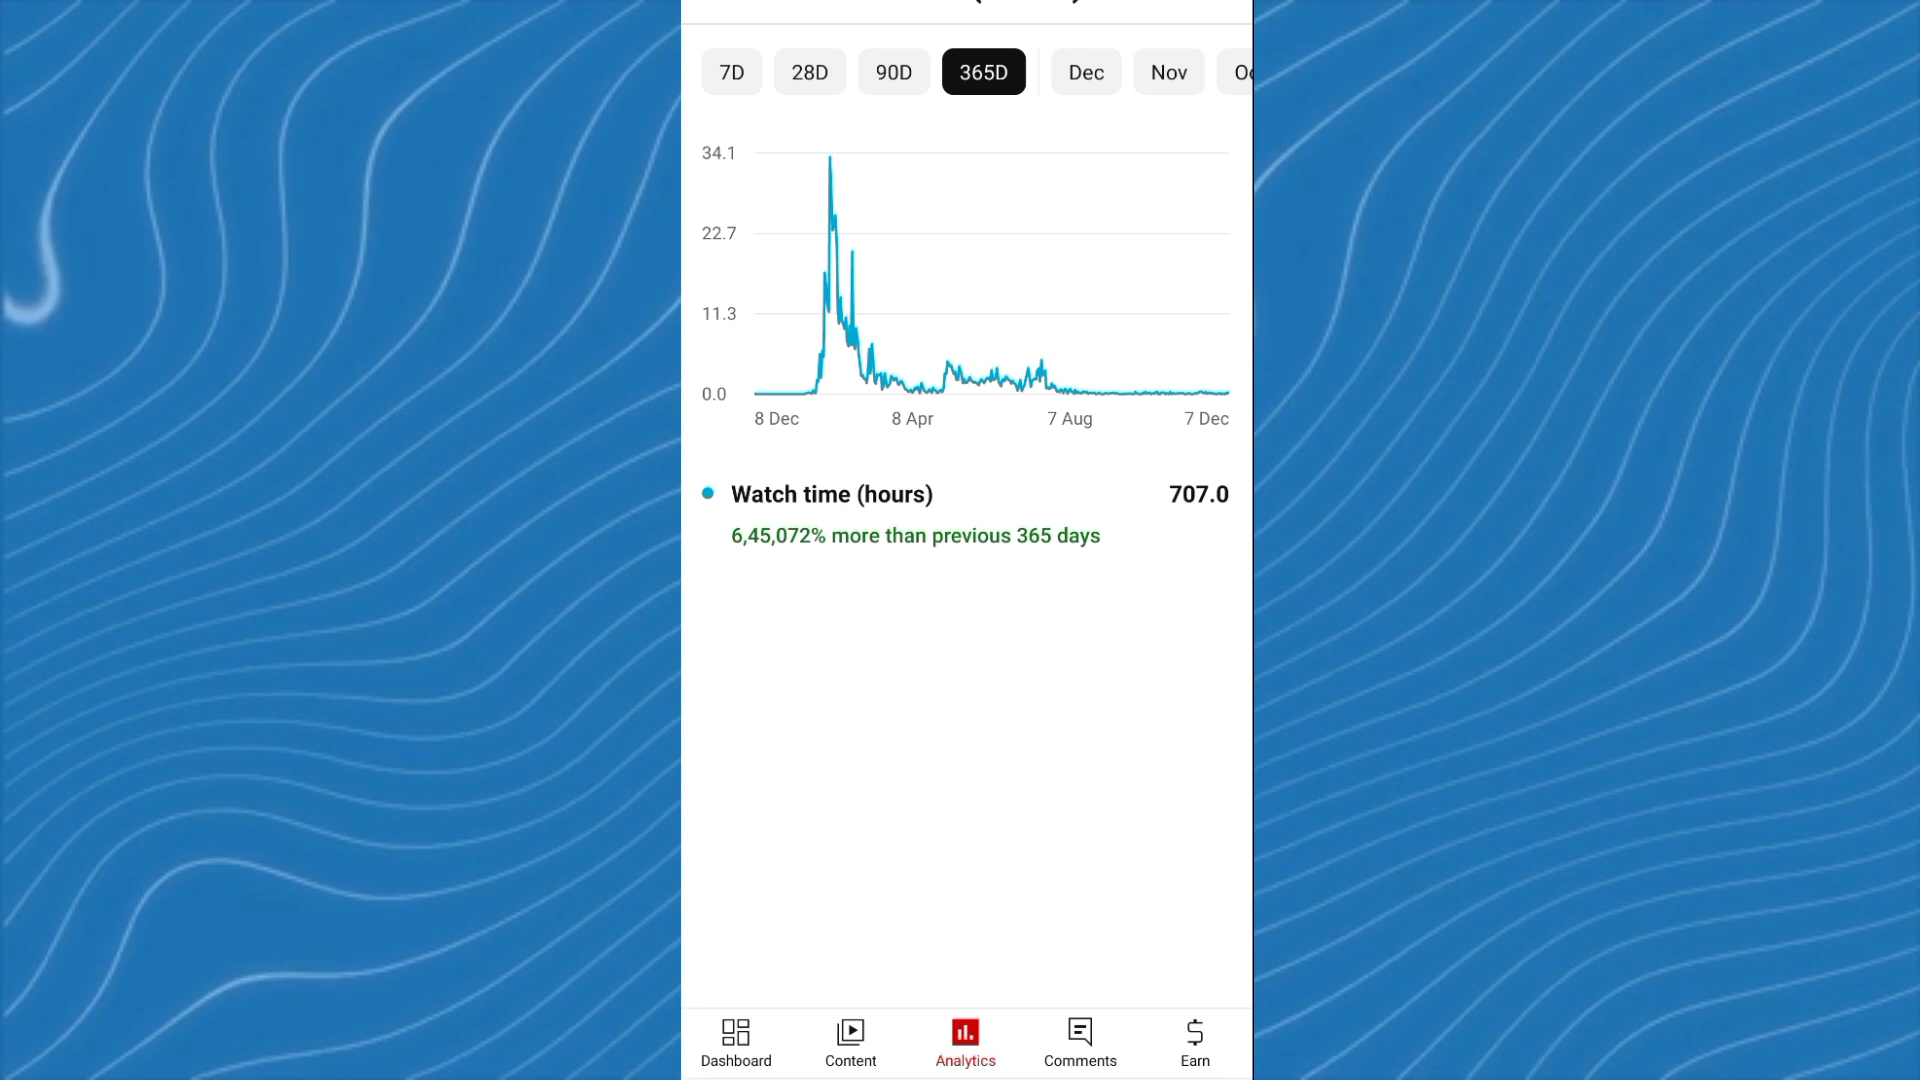 7D 28D 90D 365D Dec Nov
34.1
22.7
11.3
0.0
8 Dec 8 Apr 7 Aug 7 Dec
Watch time (hours) 707.0
6,45,072% more than previous 365 days
Dashboard Content Analytics Comments Earn